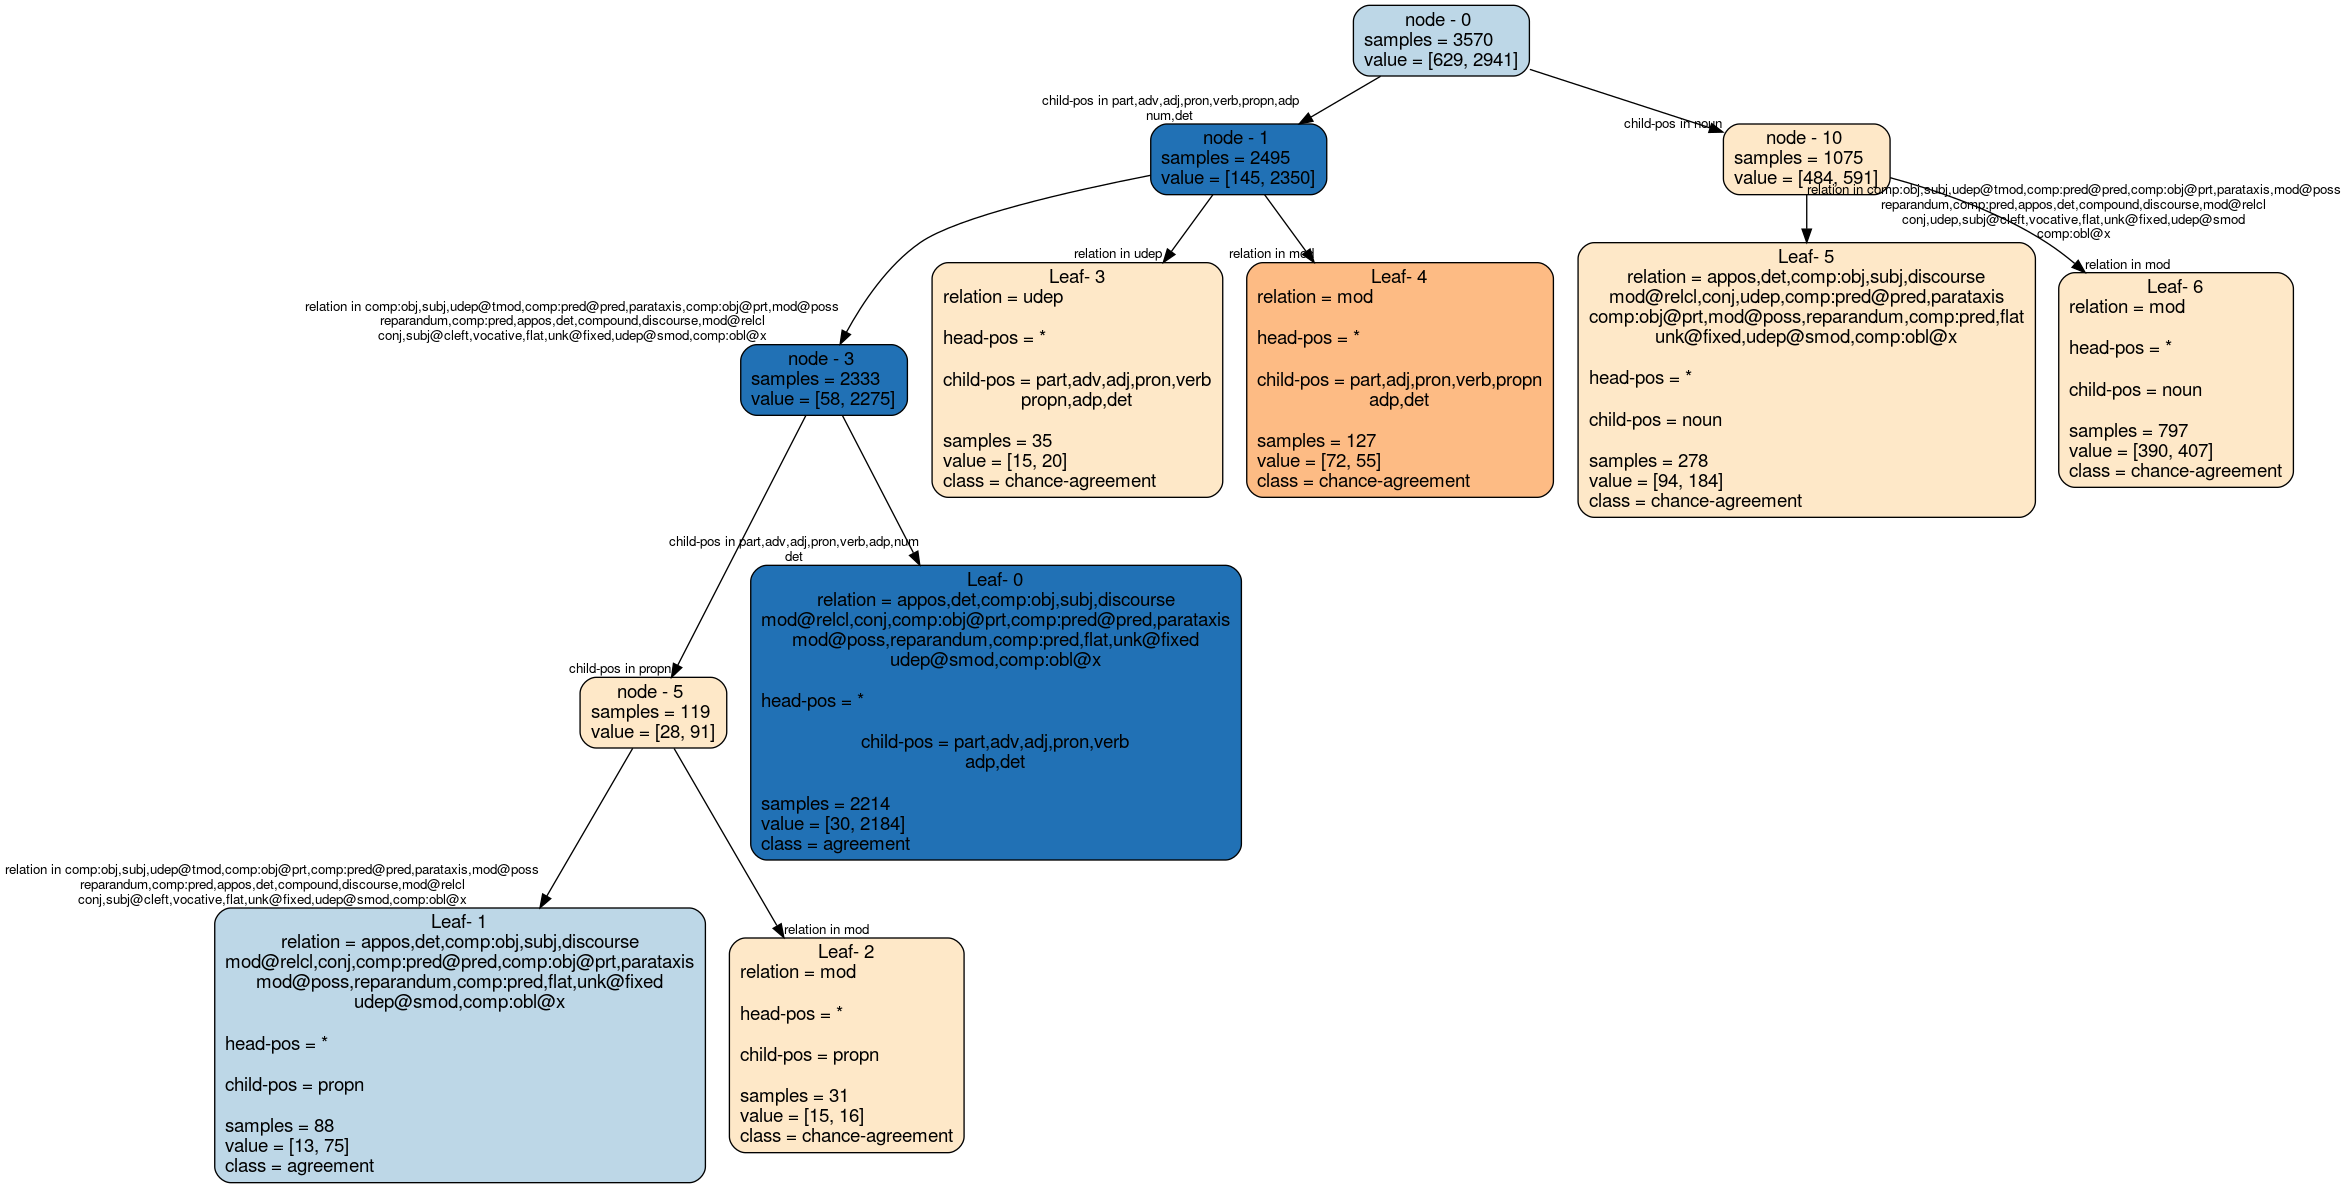 node - 0
samples = 3570
value = [629, 2941]
child-pos in part,adv,adj,pron,verb,propn,adp
num,det
node - 1
samples = 2495
value = [145, 2350]
child-pos in noun
node - 10
samples = 1075
value = [484, 591]
relation in comp:obj,subj,udep@tmod,comp:pred@pred,parataxis,comp:obj@prt,mod@poss
reparandum,comp:pred,appos,det,compound,discourse,mod@relcl
conj,subj@cleft,vocative,flat,unk@fixed,udep@smod,comp:obl@x
node - 3
samples = 2333
value = [58, 2275]
relation in udep
Leaf- 3
relation = udep
head-pos = *
child-pos = part,adv,adj,pron,verb
propn,adp,det
samples = 35
value = [15, 20]
class = chance-agreement
relation in mod
Leaf- 4
relation = mod
head-pos = *
child-pos = part,adj,pron,verb,propn
adp,det
samples = 127
value = [72, 55]
class = chance-agreement
relation in comp:obj,subj,udep@tmod,comp:pred@pred,comp:obj@prt,parataxis,mod@poss
reparandum,comp:pred,appos,det,compound,discourse,mod@relcl
conj,udep,subj@cleft,vocative,flat,unk@fixed,udep@smod
comp:obl@x
Leaf- 5
relation = appos,det,comp:obj,subj,discourse
mod@relcl,conj,udep,comp:pred@pred,parataxis
comp:obj@prt,mod@poss,reparandum,comp:pred,flat
unk@fixed,udep@smod,comp:obl@x
head-pos = *
child-pos = noun
samples = 278
value = [94, 184]
class = chance-agreement
relation in mod
Leaf- 6
relation = mod
head-pos = *
child-pos = noun
samples = 797
value = [390, 407]
class = chance-agreement
child-pos in propn
node - 5
samples = 119
value = [28, 91]
child-pos in part,adv,adj,pron,verb,adp,num
det
Leaf- 0
relation = appos,det,comp:obj,subj,discourse
mod@relcl,conj,comp:obj@prt,comp:pred@pred,parataxis
mod@poss,reparandum,comp:pred,flat,unk@fixed
udep@smod,comp:obl@x
head-pos = *
child-pos = part,adv,adj,pron,verb
adp,det
samples = 2214
value = [30, 2184]
class = agreement
relation in comp:obj,subj,udep@tmod,comp:obj@prt,comp:pred@pred,parataxis,mod@poss
reparandum,comp:pred,appos,det,compound,discourse,mod@relcl
conj,subj@cleft,vocative,flat,unk@fixed,udep@smod,comp:obl@x
Leaf- 1
relation = appos,det,comp:obj,subj,discourse
mod@relcl,conj,comp:pred@pred,comp:obj@prt,parataxis
mod@poss,reparandum,comp:pred,flat,unk@fixed
udep@smod,comp:obl@x
head-pos = *
child-pos = propn
samples = 88
value = [13, 75]
class = agreement
relation in mod
Leaf- 2
relation = mod
head-pos = *
child-pos = propn
samples = 31
value = [15, 16]
class = chance-agreement